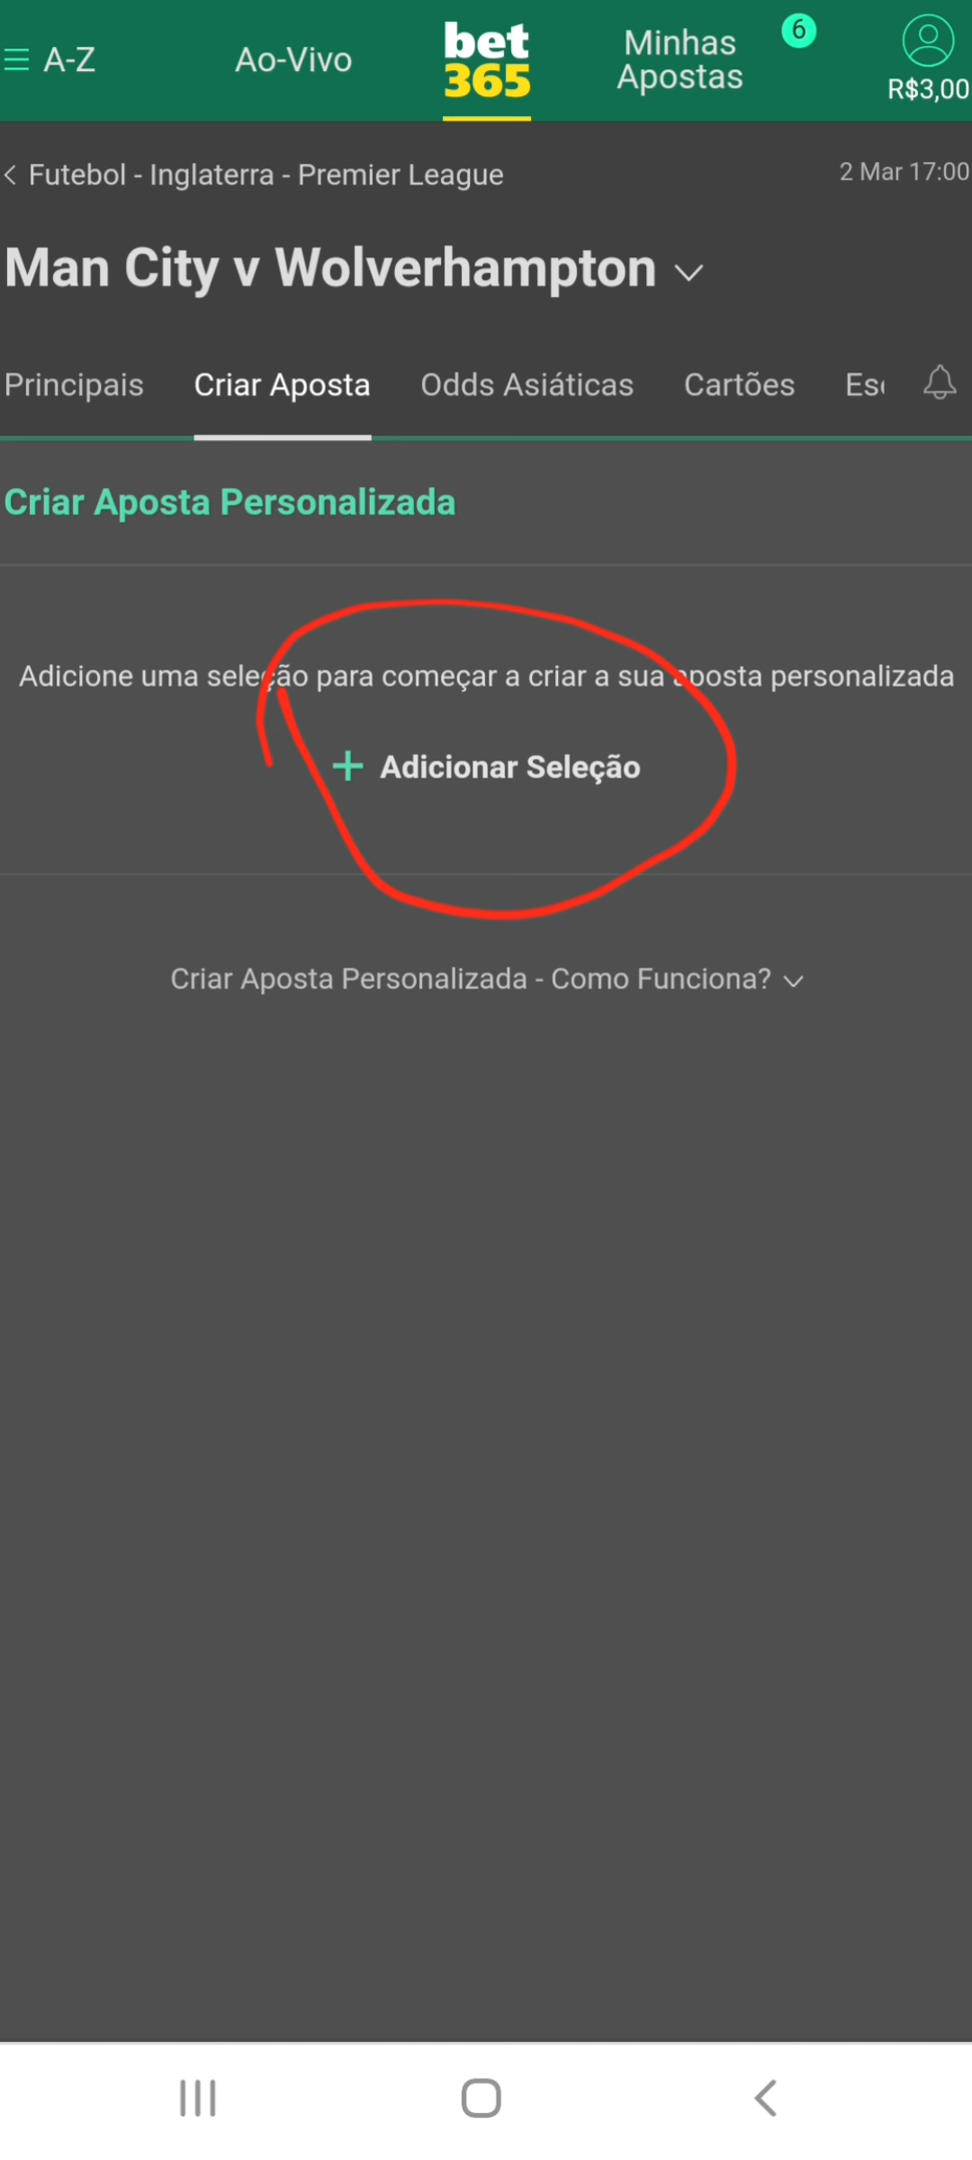 A-Z
Ao-Vivo
bet
365
Minhas
Apostas
6
R$3,00
Futebol - Inglaterra - Premier League
2 Mar 17:00
Man City v Wolverhampton
Principais
Criar Aposta
Odds Asiáticas
Cartões
Esc
Criar Aposta Personalizada
Adicione uma seleção para começar a criar a sua aposta personalizada
+ Adicionar Seleção
Criar Aposta Personalizada - Como Funciona?